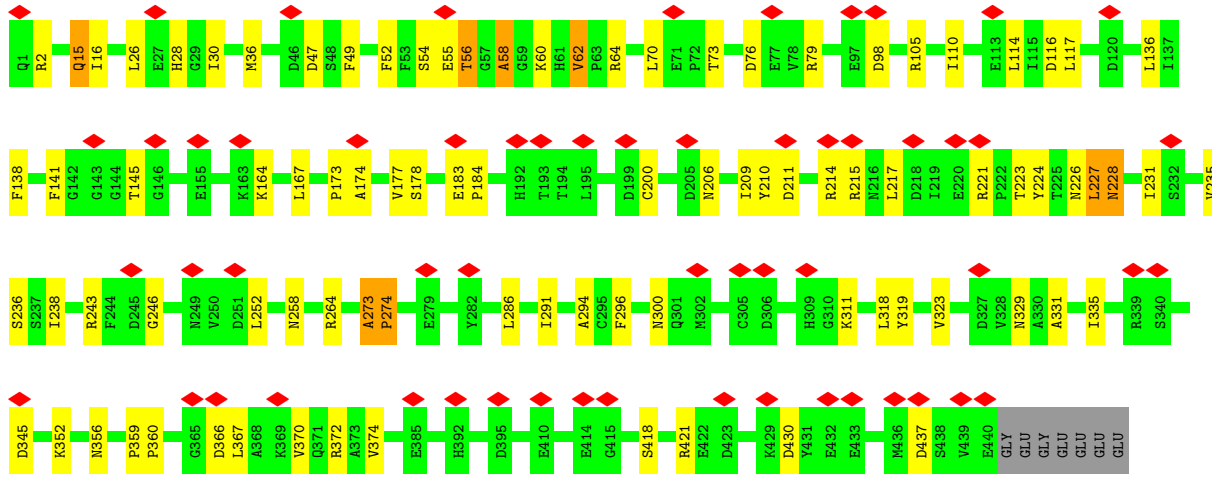 Q1 R2 Q15 I16 L26 E27 H28 G29 I30 M36 D46 D47 S48 F49 F52 F53 S54 E55 T56 G57 A58 G59 K60 H61 V62 P63 R64 L70 E71 P72 T73 D76 E77 V78 R79 E97 D98 R105 I110 E113 L114 I115 D116 L117 D120 L136 I137
F138 F141 G142 G143 G144 T145 G146 E155 K163 K164 L167 P173 A174 V177 S178 E183 P184 H192 T193 T194 L195 D199 C200 D205 N206 I209 Y210 D211 R214 R215 N216 L217 D218 I219 E220 R221 P222 T223 Y224 T225 N226 L227 N228 I231 S232 V235
S236 S237 I238 R243 F244 D245 G246 N249 V250 D251 L252 N258 R264 A273 P274 E279 Y282 L286 I291 A294 C295 F296 N300 Q301 M302 C305 D306 H309 G310 K311 L318 Y319 V323 D327 V328 N329 A330 A331 I335 R339 S340
D345 K352 N356 P359 P360 G365 D366 L367 A368 K369 V370 Q371 R372 A373 V374 E385 H392 D395 E410 E414 G415 S418 R421 E422 D423 K429 D430 Y431 E432 E433 M436 D437 S438 V439 E440 GLY GLU GLY GLU GLU GLU GLU